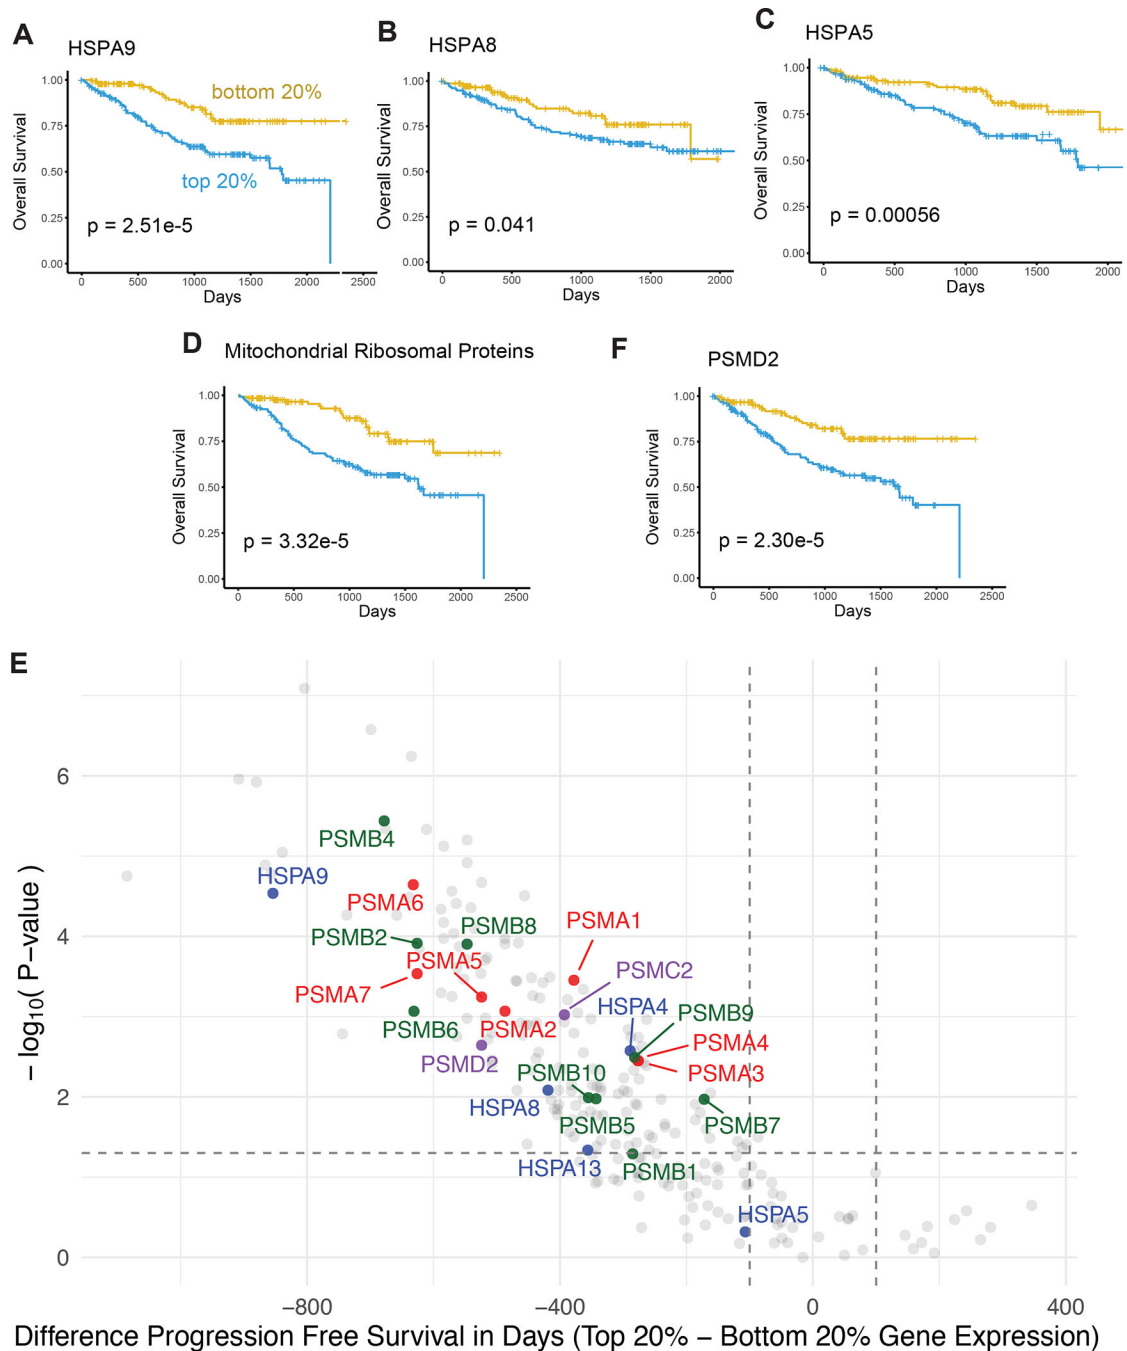 A
HSPA9
1.00
0.75
0.50
0.25
0.00
Overall Survival
bottom 20%
top 20%
p = 2.51e-5
0 500 1000 1500 2000 2500
Days
B
HSPA8
1.00
0.75
0.50
0.25
0.00
Overall Survival
p = 0.041
0 500 1000 1500 2000
Days
C
HSPA5
1.00
0.75
0.50
0.25
0.00
Overall Survival
p = 0.00056
0 500 1000 1500 2000
Days
D
Mitochondrial Ribosomal Proteins
1.00
0.75
0.50
0.25
0.00
Overall Survival
p = 3.32e-5
0 500 1000 1500 2000 2500
Days
F
PSMD2
1.00
0.75
0.50
0.25
0.00
Overall Survival
p = 2.30e-5
0 500 1000 1500 2000 2500
Days
E
6
4
2
0
− log10( P−value )
PSMB4
HSPA9
PSMA6
PSMB2
PSMB8
PSMA1
PSMA5
PSMC2
PSMA7
HSPA4
PSMB9
PSMB6
PSMA2
PSMA4
PSMD2
PSMB10
PSMA3
HSPA8
PSMB5
PSMB7
HSPA13
PSMB1
HSPA5
−800 −400 0 400
Difference Progression Free Survival in Days (Top 20% − Bottom 20% Gene Expression)